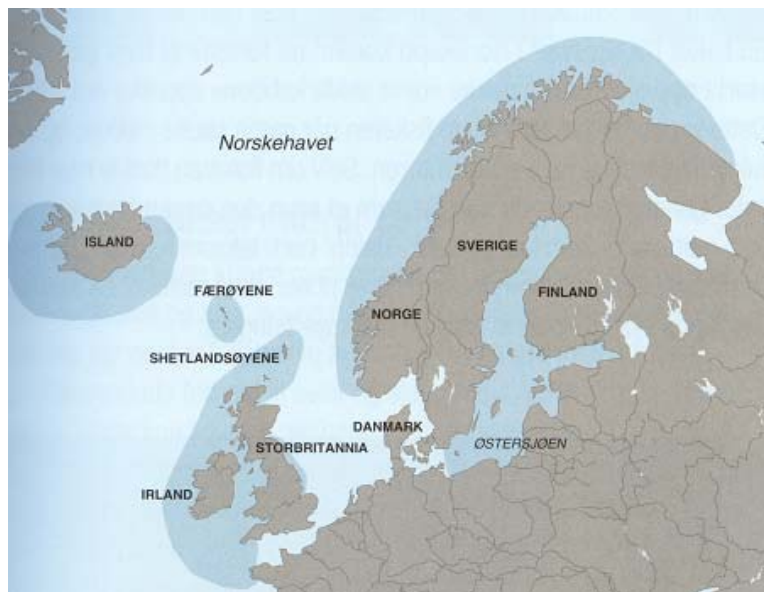 Norskehavet
ISLAND
SVERIGE
FÆRØYENE
FINLAND
NORGE
SHETLANDSØYENE
DANMARK
ØSTERSJØEN
STORBRITANNIA
IRLAND